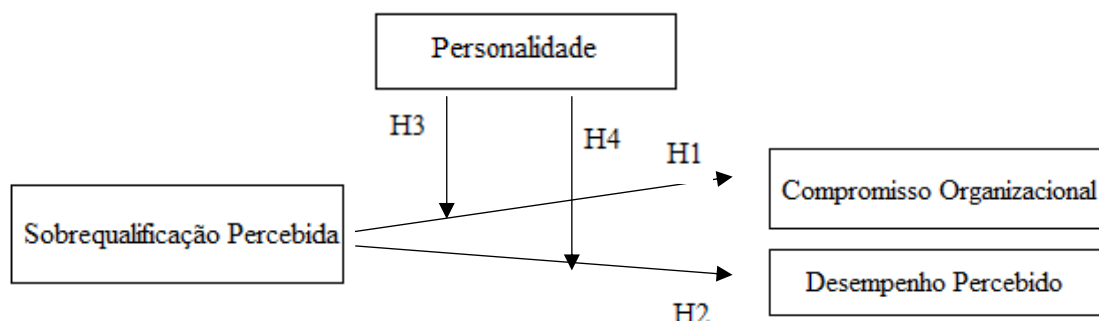 Personalidade
H3
H4
H1
Compromisso Organizacional
Sobrequalificação Percebida
Desempenho Percebido
H2